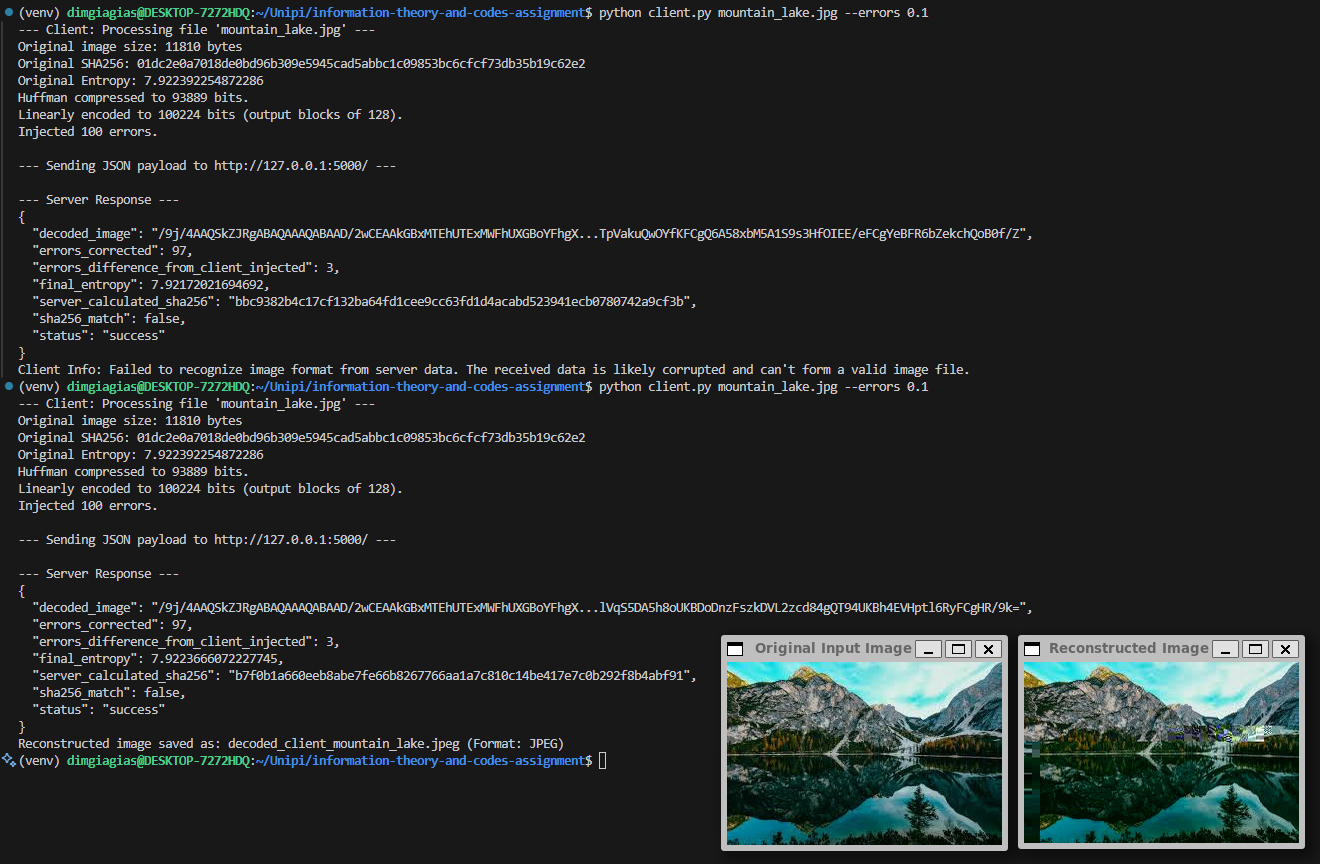 (venv) dimgiagias@DESKTOP-7272HDQ:~/Unipi/information-theory-and-codes-assignment$ python client.py mountain_lake.jpg --errors 0.1
--- Client: Processing file 'mountain_lake.jpg' ---
Original image size: 11810 bytes
Original SHA256: 01dc2e0a7018de0bd96b309e5945cad5abbc1c09853bc6cfcf73db35b19c62e2
Original Entropy: 7.922392254872286
Huffman compressed to 93889 bits.
Linearly encoded to 100224 bits (output blocks of 128).
Injected 100 errors.
--- Sending JSON payload to http://127.0.0.1:5000/ ---
--- Server Response ---
{
  "decoded_image": "/9j/4AAQSkZJRgABAQAAAQABAAD/2wCEAAkGBxMTEhUTExMWFhUXGBoYFhgX...TpVakuQwOYfKFCgQ6A58xbM5A1S9s3HfOIEE/eFCgYeBFR6bZekchQoB0f/Z",
  "errors_corrected": 97,
  "errors_difference_from_client_injected": 3,
  "final_entropy": 7.92172021694692,
  "server_calculated_sha256": "bbc9382b4c17cf132ba64fd1cee9cc63fd1d4acabd523941ecb0780742a9cf3b",
  "sha256_match": false,
  "status": "success"
}
Client Info: Failed to recognize image format from server data. The received data is likely corrupted and can't form a valid image file.
(venv) dimgiagias@DESKTOP-7272HDQ:~/Unipi/information-theory-and-codes-assignment$ python client.py mountain_lake.jpg --errors 0.1
--- Client: Processing file 'mountain_lake.jpg' ---
Original image size: 11810 bytes
Original SHA256: 01dc2e0a7018de0bd96b309e5945cad5abbc1c09853bc6cfcf73db35b19c62e2
Original Entropy: 7.922392254872286
Huffman compressed to 93889 bits.
Linearly encoded to 100224 bits (output blocks of 128).
Injected 100 errors.
--- Sending JSON payload to http://127.0.0.1:5000/ ---
--- Server Response ---
{
  "decoded_image": "/9j/4AAQSkZJRgABAQAAAQABAAD/2wCEAAkGBxMTEhUTExMWFhUXGBoYFhgX...lVqS5DA5h8oUKBDoDnzFszkDVL2zcd84gQT94UKBh4EVHptl6RyFCgHR/9k=",
  "errors_corrected": 97,
  "errors_difference_from_client_injected": 3,
  "final_entropy": 7.9223666072227745,
  "server_calculated_sha256": "b7f0b1a660eeb8abe7fe66b8267766aa1a7c810c14be417e7c0b292f8b4abf91",
  "sha256_match": false,
  "status": "success"
}
Reconstructed image saved as: decoded_client_mountain_lake.jpeg (Format: JPEG)
(venv) dimgiagias@DESKTOP-7272HDQ:~/Unipi/information-theory-and-codes-assignment$
Original Input Image
Reconstructed Image